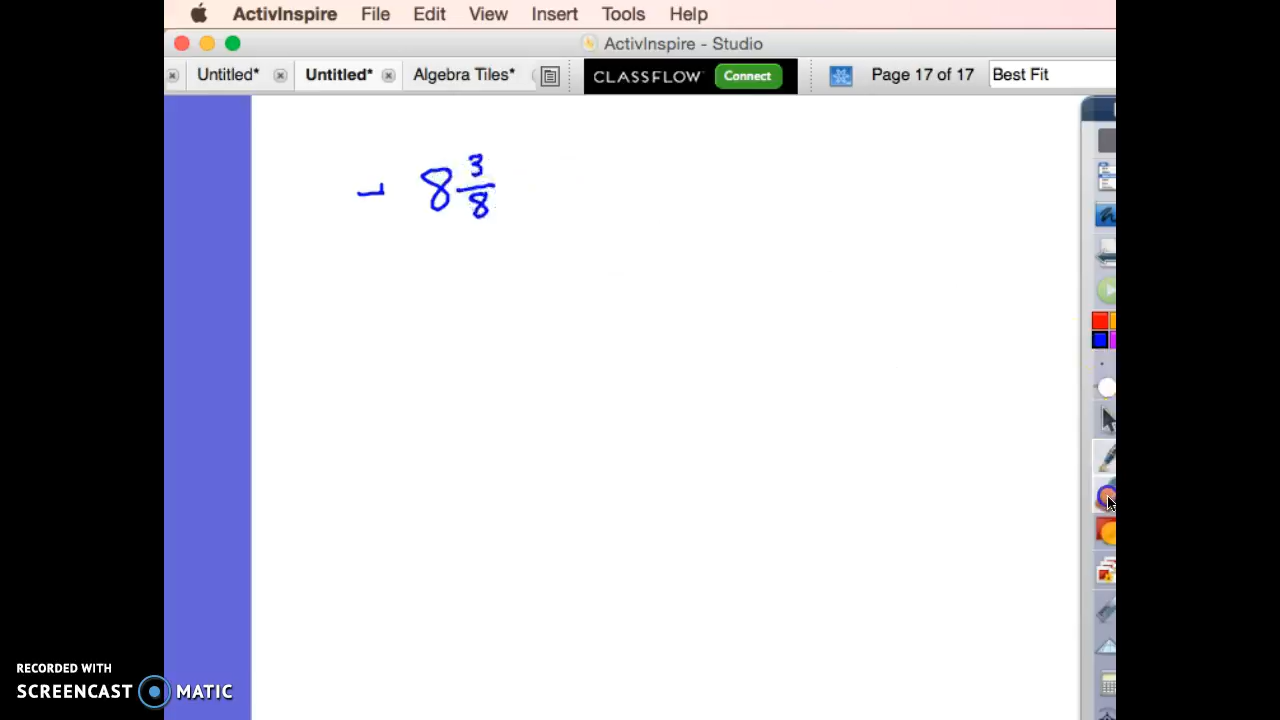 ActivInspire File Edit View Insert Tools Help
ActivInspire - Studio
Untitled* Untitled* Algebra Tiles* CLASSFLOW Connect Page 17 of 17 Best Fit
- 8 3/8
RECORDED WITH
SCREENCAST MATIC